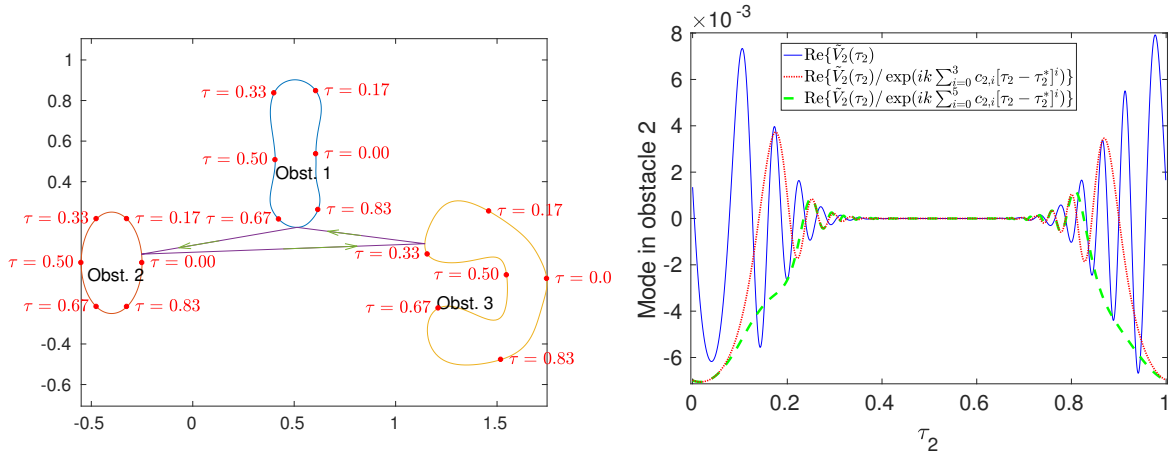 1
0.8
0.6
0.4
0.2
0
-0.2
-0.4
-0.6
-0.5
0
0.5
1
1.5
τ = 0.33
τ = 0.17
τ = 0.50
τ = 0.00
Obst. 1
τ = 0.67
τ = 0.83
τ = 0.33
τ = 0.17
τ = 0.50
τ = 0.00
Obst. 2
τ = 0.67
τ = 0.83
τ = 0.17
τ = 0.33
τ = 0.50
τ = 0.0
τ = 0.67
Obst. 3
τ = 0.83
×10⁻³
8
6
4
2
0
-2
-4
-6
Mode in obstacle 2
Re{Ṽ₂(τ₂)
Re{Ṽ₂(τ₂)/ exp(ik ∑³ᵢ₌₀ c₂,ᵢ[τ₂ − τ₂*]ⁱ)}
Re{Ṽ₂(τ₂)/ exp(ik ∑⁵ᵢ₌₀ c₂,ᵢ[τ₂ − τ₂*]ⁱ)}
0
0.2
0.4
0.6
0.8
1
τ₂